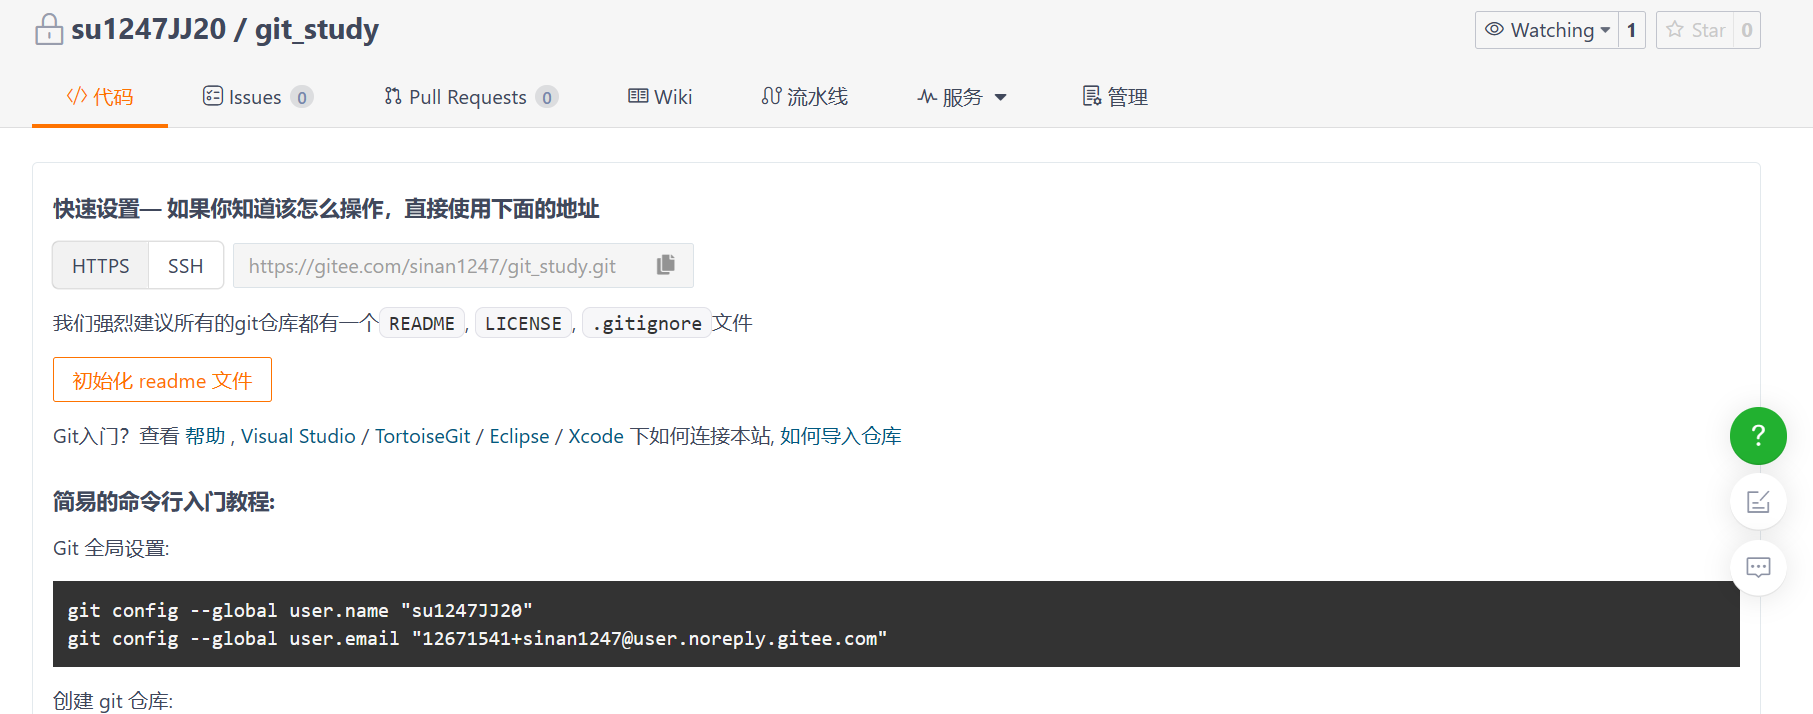 su1247JJ20 / git_study
Watching 1 Star 0
代码 Issues 0 Pull Requests 0 Wiki 流水线 服务 管理
快速设置— 如果你知道该怎么操作，直接使用下面的地址
HTTPS SSH https://gitee.com/sinan1247/git_study.git
我们强烈建议所有的git仓库都有一个 README, LICENSE, .gitignore 文件
初始化 readme 文件
Git入门？查看 帮助 , Visual Studio / TortoiseGit / Eclipse / Xcode 下如何连接本站, 如何导入仓库
?
简易的命令行入门教程:
Git 全局设置:
git config --global user.name "su1247JJ20"
git config --global user.email "12671541+sinan1247@user.noreply.gitee.com"
创建 git 仓库: